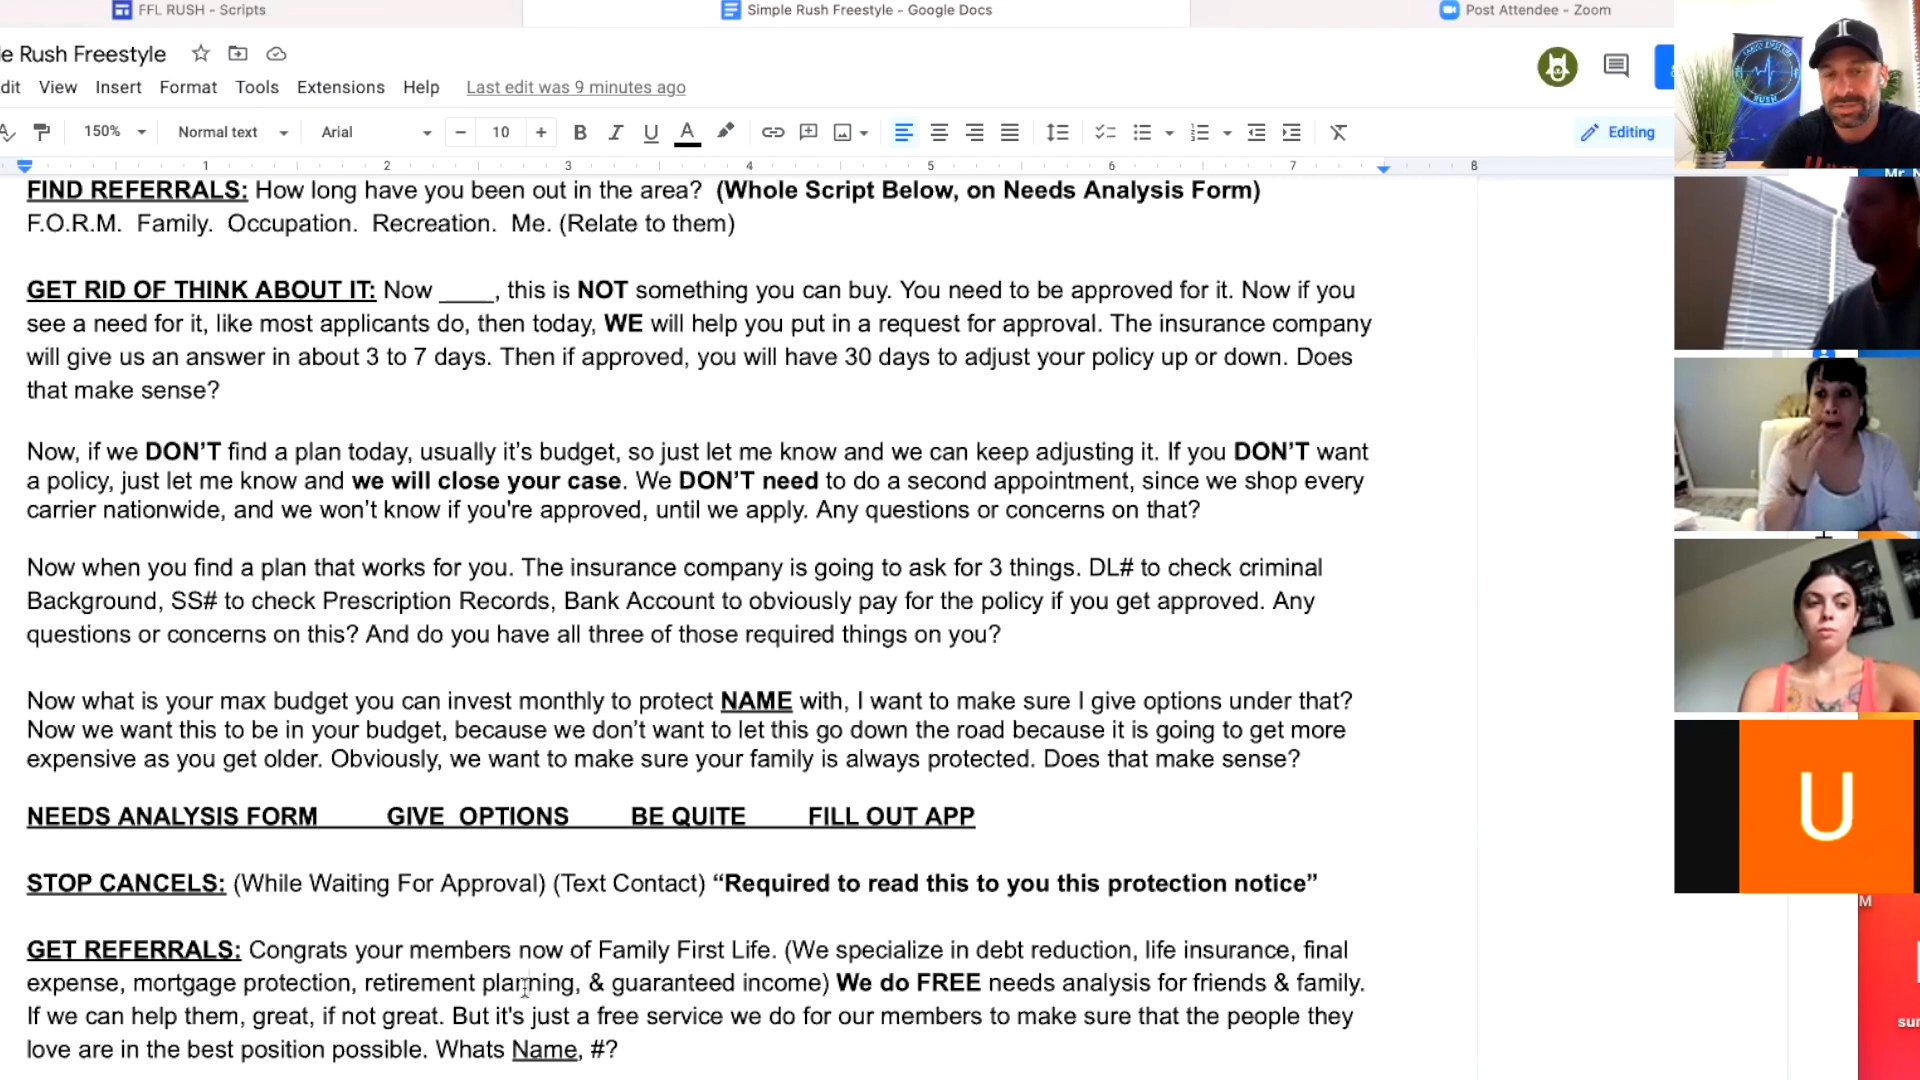 FFL RUSH - Scripts
Simple Rush Freestyle - Google Docs
Post Attendee - Zoom
e Rush Freestyle
dit View Insert Format Tools Extensions Help Last edit was 9 minutes ago
150% Normal text Arial − 10 + B I U A Editing
1 2 3 4 5 6 7 8
FIND REFERRALS: How long have you been out in the area? (Whole Script Below, on Needs Analysis Form)
F.O.R.M. Family. Occupation. Recreation. Me. (Relate to them)
GET RID OF THINK ABOUT IT: Now ____, this is NOT something you can buy. You need to be approved for it. Now if you
see a need for it, like most applicants do, then today, WE will help you put in a request for approval. The insurance company
will give us an answer in about 3 to 7 days. Then if approved, you will have 30 days to adjust your policy up or down. Does
that make sense?
Now, if we DON’T find a plan today, usually it’s budget, so just let me know and we can keep adjusting it. If you DON’T want
a policy, just let me know and we will close your case. We DON’T need to do a second appointment, since we shop every
carrier nationwide, and we won’t know if you're approved, until we apply. Any questions or concerns on that?
Now when you find a plan that works for you. The insurance company is going to ask for 3 things. DL# to check criminal
Background, SS# to check Prescription Records, Bank Account to obviously pay for the policy if you get approved. Any
questions or concerns on this? And do you have all three of those required things on you?
Now what is your max budget you can invest monthly to protect NAME with, I want to make sure I give options under that?
Now we want this to be in your budget, because we don’t want to let this go down the road because it is going to get more
expensive as you get older. Obviously, we want to make sure your family is always protected. Does that make sense?
NEEDS ANALYSIS FORM GIVE OPTIONS BE QUITE FILL OUT APP
STOP CANCELS: (While Waiting For Approval) (Text Contact) “Required to read this to you this protection notice”
GET REFERRALS: Congrats your members now of Family First Life. (We specialize in debt reduction, life insurance, final
expense, mortgage protection, retirement planning, & guaranteed income) We do FREE needs analysis for friends & family.
If we can help them, great, if not great. But it's just a free service we do for our members to make sure that the people they
love are in the best position possible. Whats Name, #?
RUSH
U
M
sur